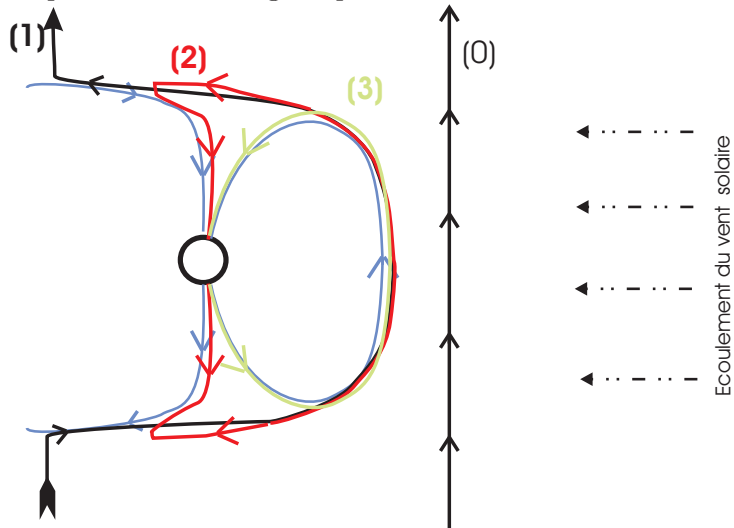 (1)
(2)
(0)
(3)
Ecoulement du vent solaire